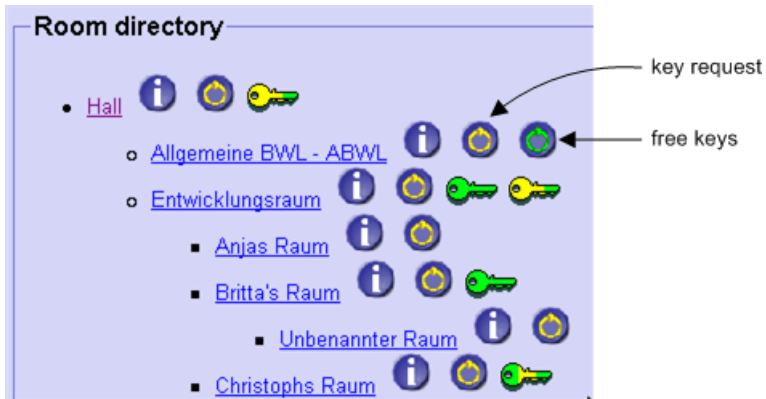 Room directory
key request
Hall
free keys
Allgemeine BWL - ABWL
Entwicklungsraum
Anjas Raum
Britta's Raum
Unbenannter Raum
Christophs Raum